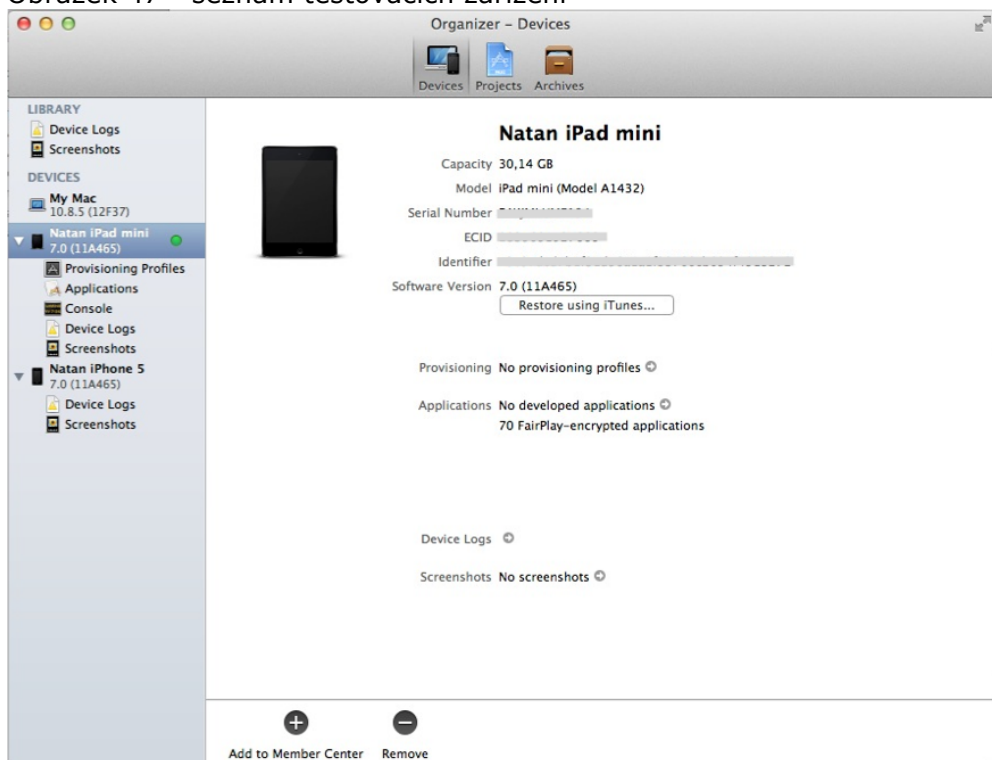 Organizer – Devices
Devices Projects Archives
LIBRARY
Device Logs
Screenshots
DEVICES
My Mac
10.8.5 (12F37)
Natan iPad mini
7.0 (11A465)
Provisioning Profiles
Applications
Console
Device Logs
Screenshots
Natan iPhone 5
7.0 (11A465)
Device Logs
Screenshots
Natan iPad mini
Capacity 30,14 GB
Model iPad mini (Model A1432)
Serial Number
ECID
Identifier
Software Version 7.0 (11A465)
Restore using iTunes...
Provisioning No provisioning profiles
Applications No developed applications
70 FairPlay-encrypted applications
Device Logs
Screenshots No screenshots
Add to Member Center Remove